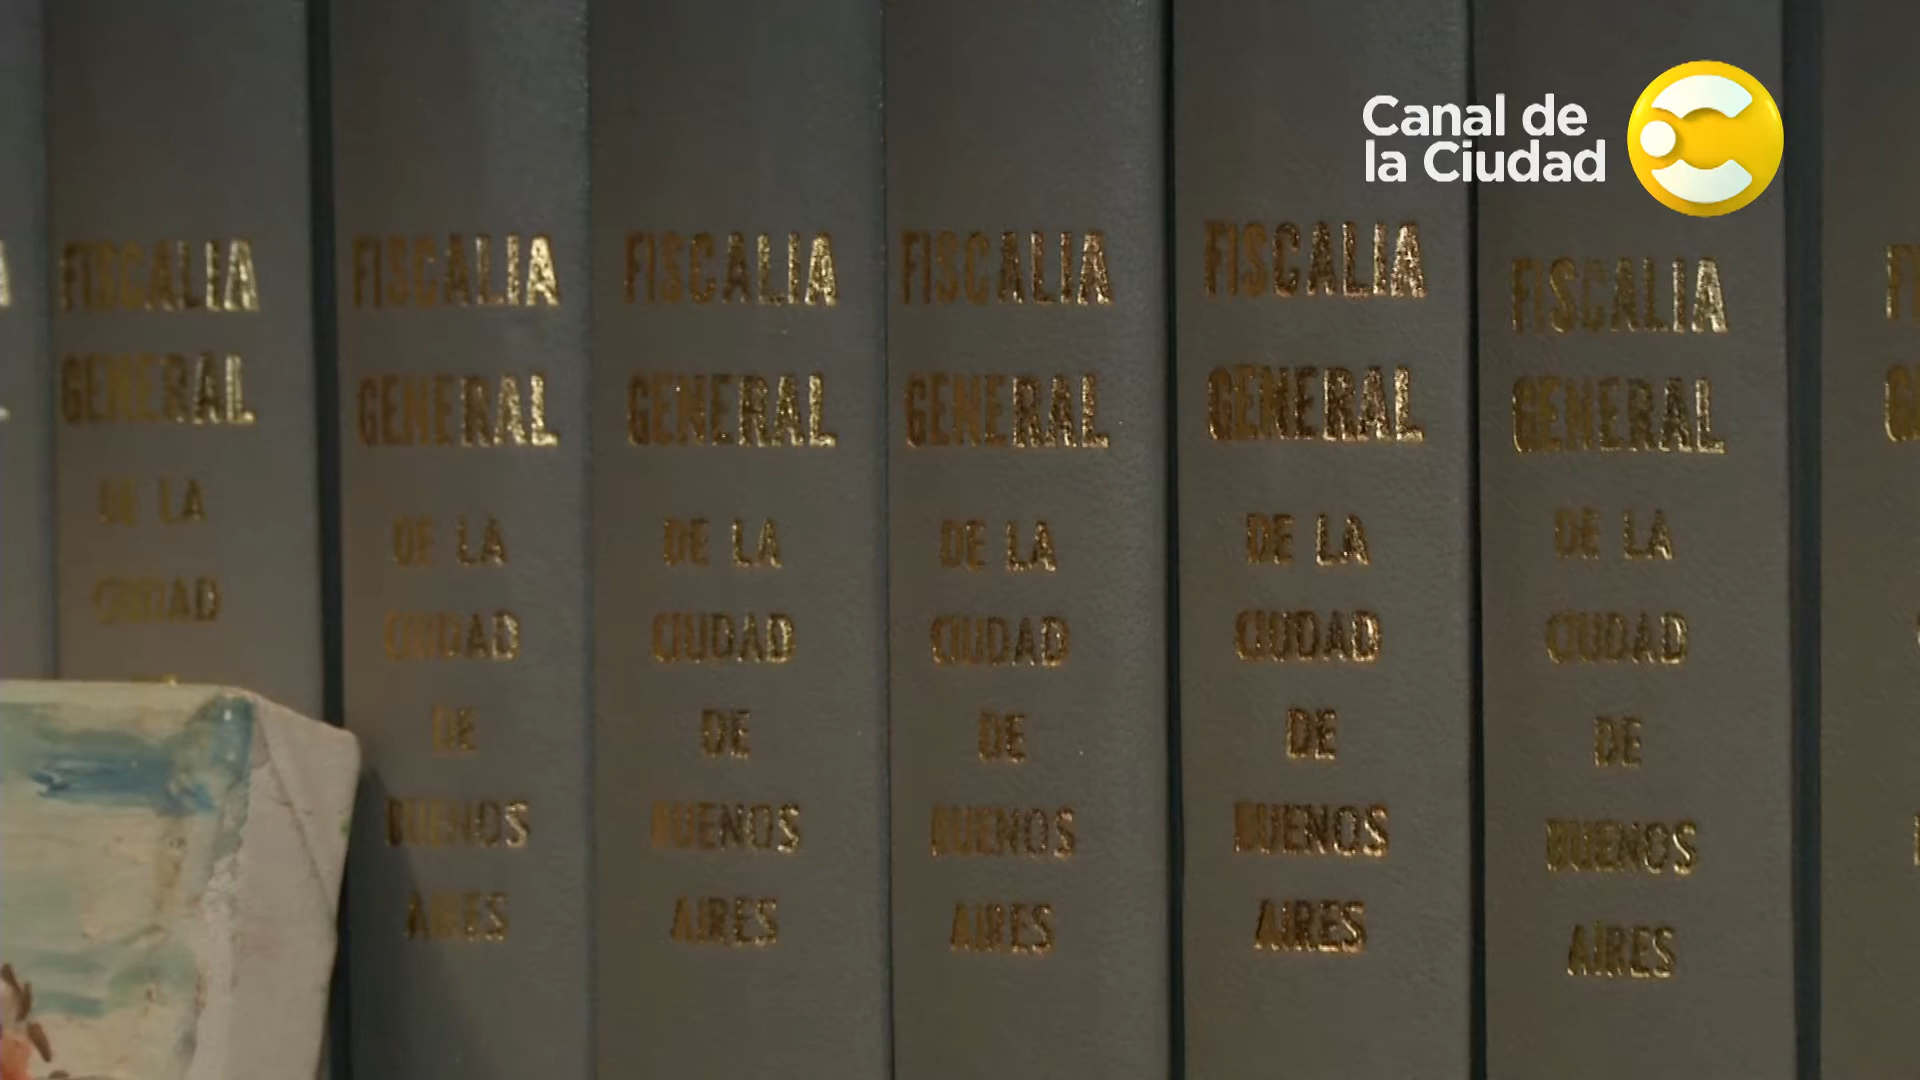 Canal de
la Ciudad
FISCALIA
GENERAL
DE LA
CIUDAD
FISCALIA
GENERAL
DE LA
CIUDAD
DE
BUENOS
AIRES
FISCALIA
GENERAL
DE LA
CIUDAD
DE
BUENOS
AIRES
FISCALIA
GENERAL
DE LA
CIUDAD
DE
BUENOS
AIRES
FISCALIA
GENERAL
DE LA
CIUDAD
DE
BUENOS
AIRES
FISCALIA
GENERAL
DE LA
CIUDAD
DE
BUENOS
AIRES